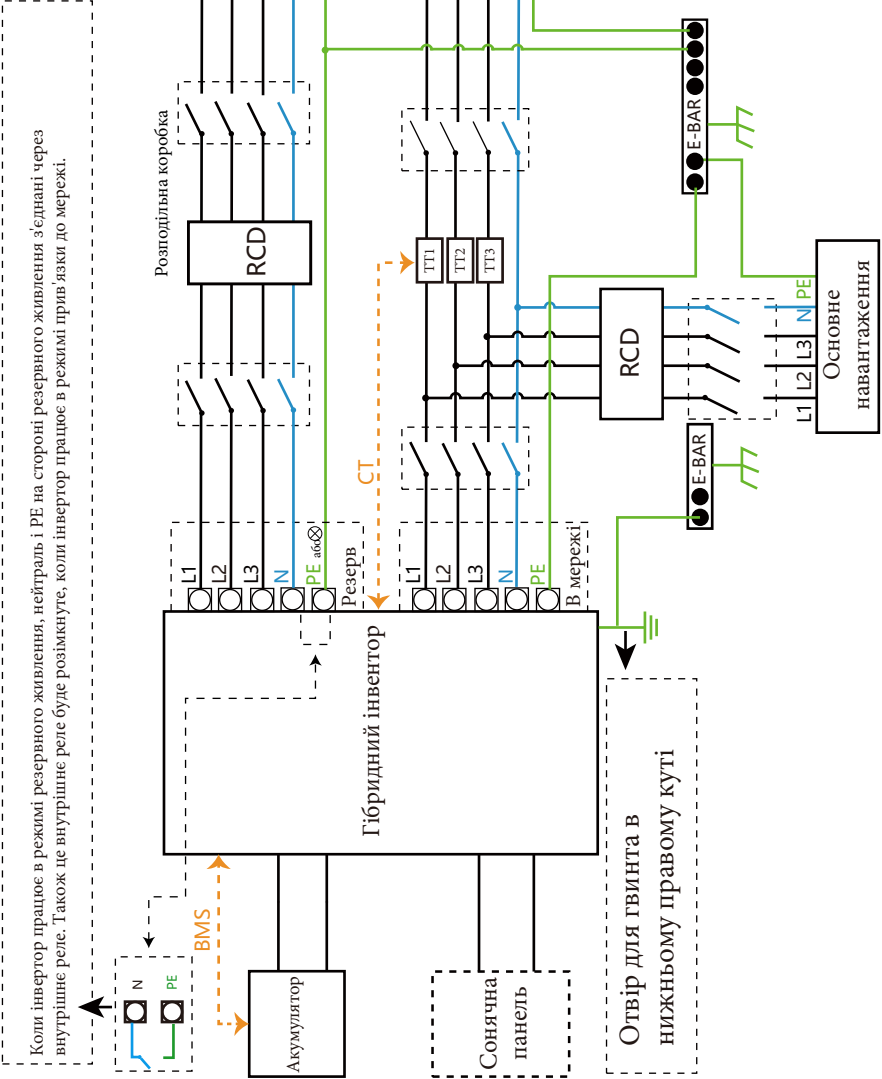 Коли інвертор працює в режимі резервного живлення, нейтраль і PE на стороні резервного живлення з'єднані через
внутрішнє реле. Також це внутрішнє реле буде розімкнуте, коли інвертор працює в режимі прив'язки до мережі.
N
PE
BMS
Акумулятор
Сонячна
панель
Гібридний інвентор
Отвір для гвинта в
нижньому правому куті
L1
L2
L3
N
PE
або
Резерв
L1
L2
L3
N
PE
В мережі
CT
Розподільна коробка
RCD
ТТ1
ТТ2
ТТ3
RCD
E-BAR
E-BAR
L1
L2
L3
N
PE
Основне
навантаження